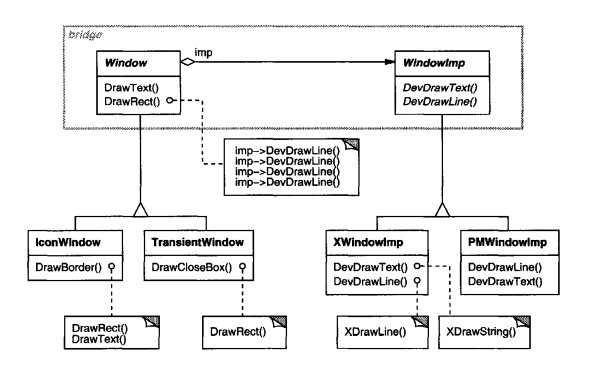 bridge
imp
Window
WindowImp
DrawText()
DrawRect()
DevDrawText()
DevDrawLine()
imp->DevDrawLine()
imp->DevDrawLine()
imp->DevDrawLine()
imp->DevDrawLine()
IconWindow
TransientWindow
XWindowImp
PMWindowImp
DrawBorder()
DrawCloseBox()
DevDrawText()
DevDrawLine()
DevDrawLine()
DevDrawText()
DrawRect()
DrawText()
DrawRect()
XDrawLine()
XDrawString()